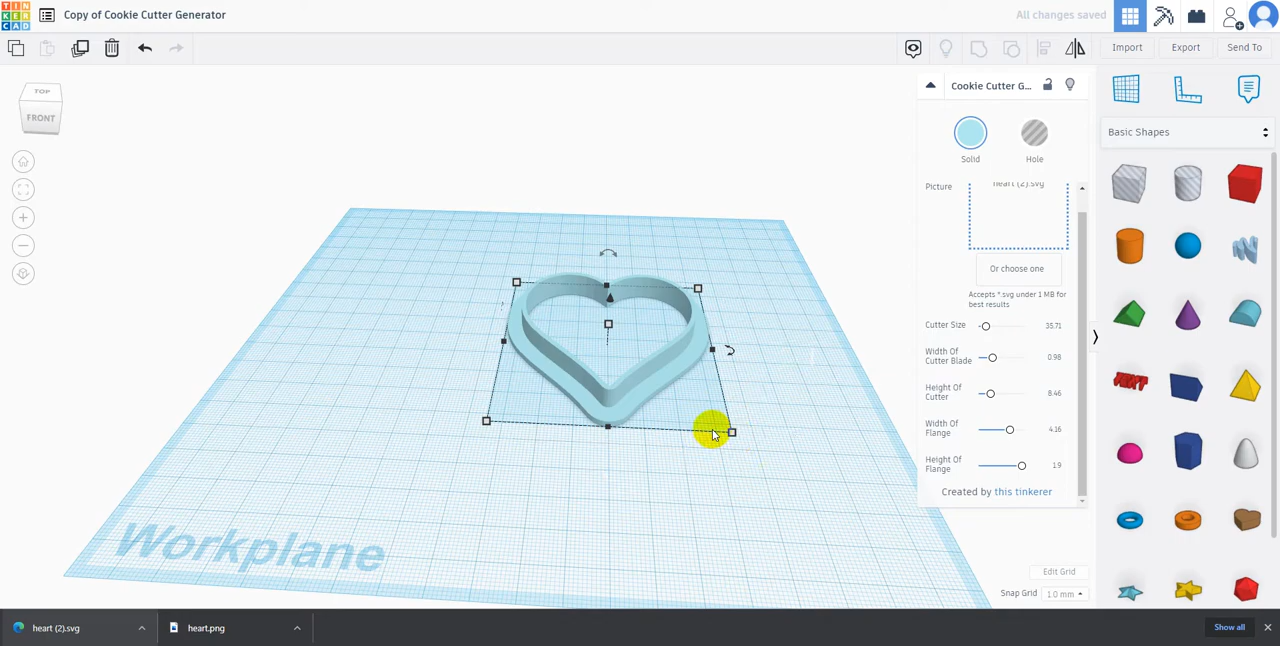 TIN
KER
CAD
Copy of Cookie Cutter Generator
All changes saved
Import
Export
Send To
TOP
FRONT
Cookie Cutter G...
Basic Shapes
Solid
Hole
Picture
heart (2).svg
Or choose one
Accepts *.svg under 1 MB for
best results
Cutter Size
35.71
Width Of
Cutter Blade
0.98
Height Of
Cutter
8.46
Width Of
Flange
4.16
Height Of
Flange
1.9
Created by this tinkerer
Workplane
Edit Grid
Snap Grid
1.0 mm
heart (2).svg
heart.png
Show all